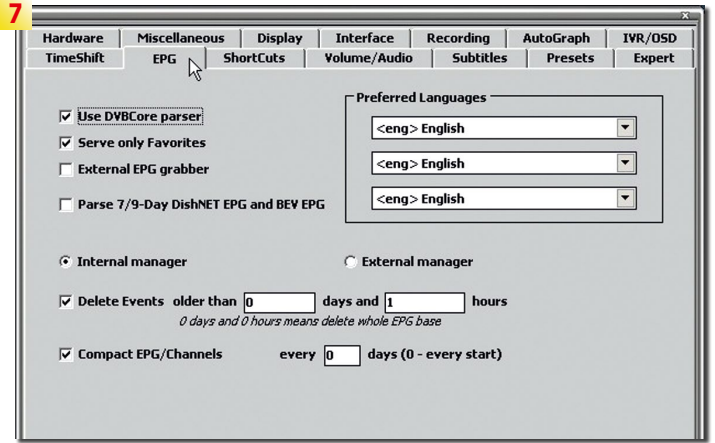 7
x
Hardware Miscellaneous Display Interface Recording AutoGraph IVR/OSD
TimeShift EPG ShortCuts Volume/Audio Subtitles Presets Expert
Preferred Languages
Use DVBCore parser
<eng> English
Serve only Favorites
<eng> English
External EPG grabber
<eng> English
Parse 7/9-Day DishNET EPG and BEV EPG
Internal manager External manager
Delete Events older than 0 days and 1 hours
0 days and 0 hours means delete whole EPG base
Compact EPG/Channels every 0 days (0 - every start)